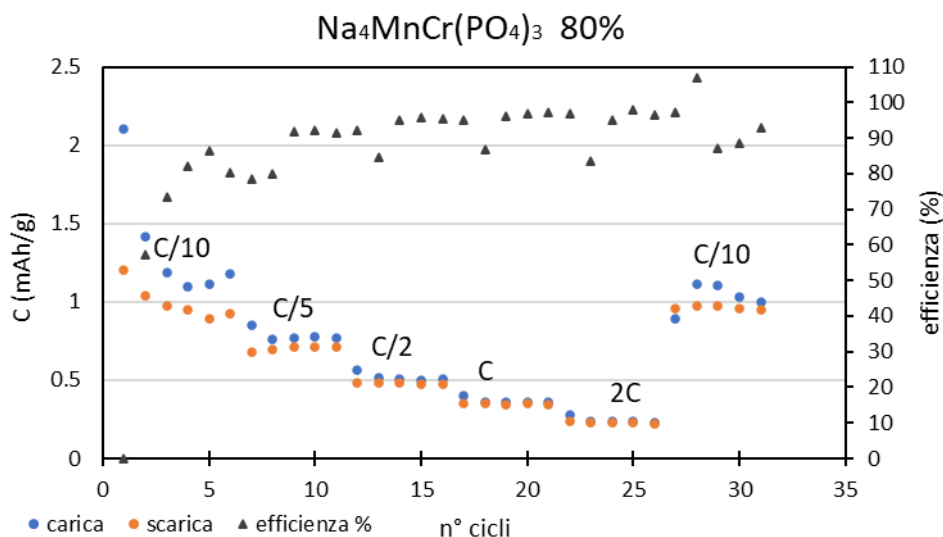 Na₄MnCr(PO₄)₃ 80%
2.5
2
1.5
1
0.5
0
C (mAh/g)
110
100
90
80
70
60
50
40
30
20
10
0
efficienza (%)
C/10
C/5
C/2
C
2C
C/10
0 5 10 15 20 25 30 35
n° cicli
carica scarica efficienza %